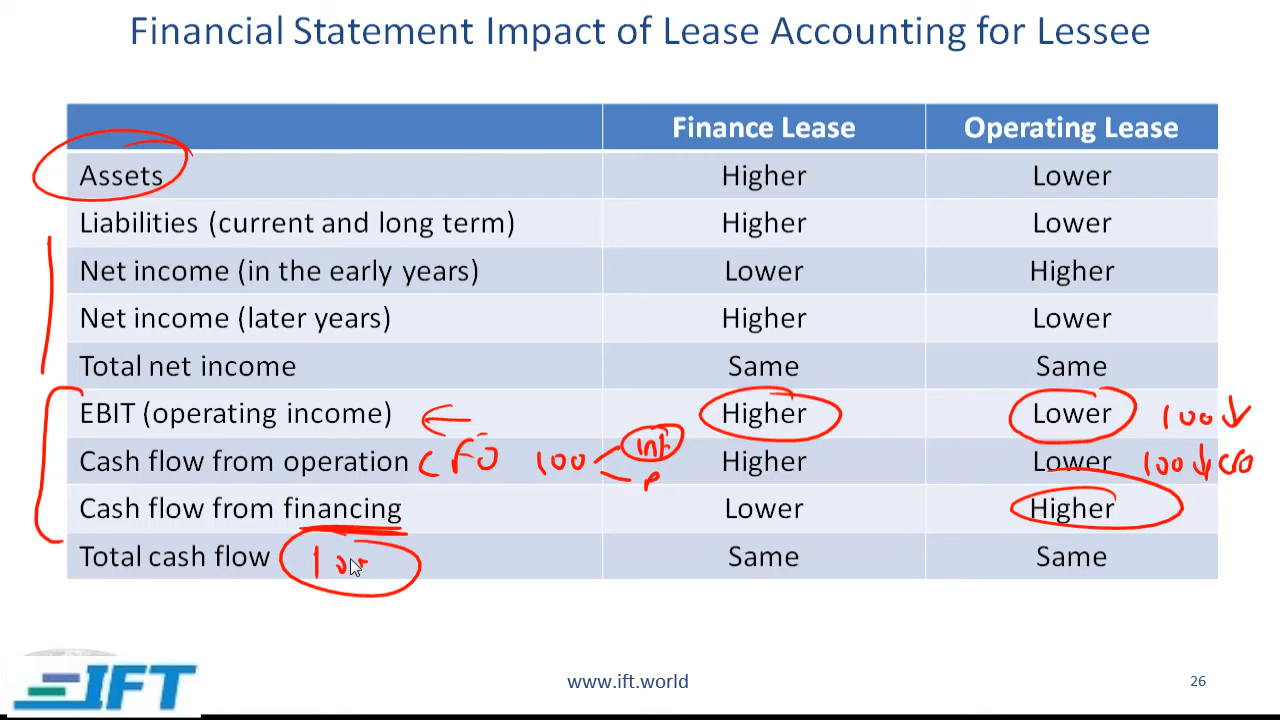 Financial Statement Impact of Lease Accounting for Lessee
Finance Lease Operating Lease
Assets Higher Lower
Liabilities (current and long term) Higher Lower
Net income (in the early years) Lower Higher
Net income (later years) Higher Lower
Total net income Same Same
EBIT (operating income) Higher Lower 100
Cash flow from operation CFO 100 int P Higher Lower 100 CFO
Cash flow from financing Lower Higher
Total cash flow 100 Same Same
IFT
www.ift.world
26